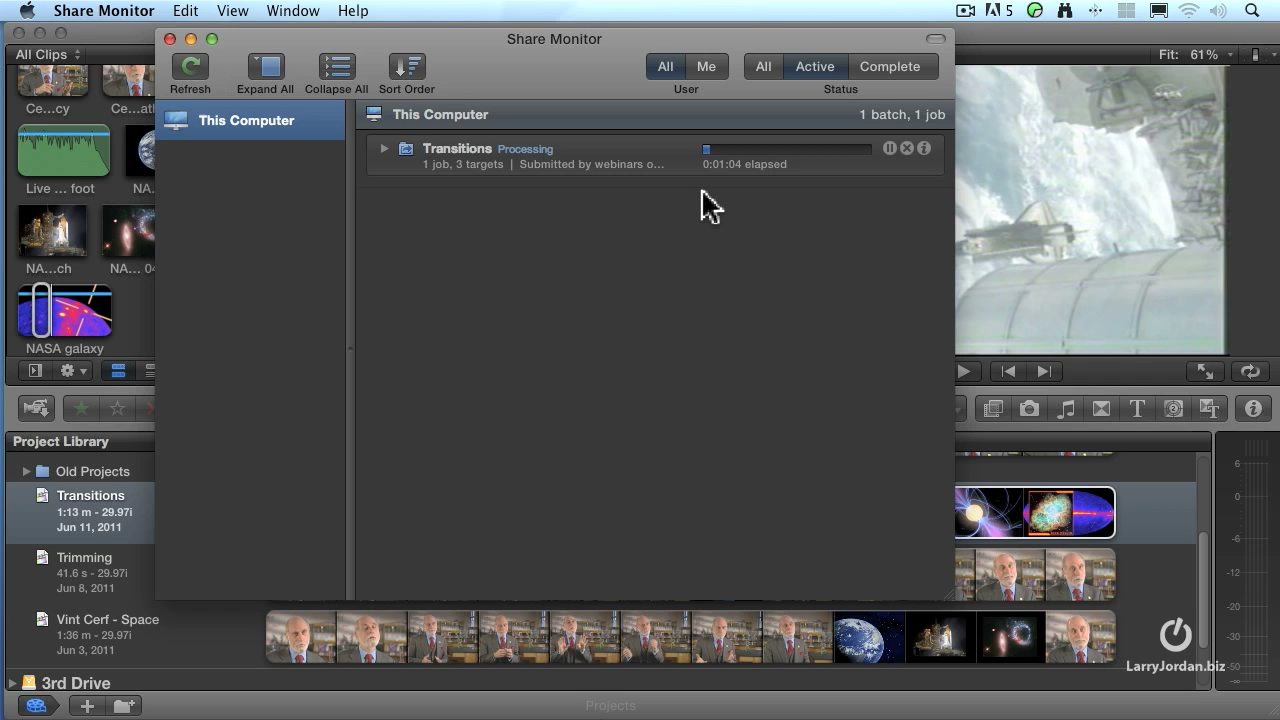 Share Monitor Edit View Window Help
5
Share Monitor
All Clips
Fit: 61%
All Me
All Active Complete
Refresh Expand All Collapse All Sort Order
User
Status
Ce...cy
This Computer
This Computer
1 batch, 1 job
Transitions Processing
1 job, 3 targets | Submitted by webinars o...
0:01:04 elapsed
Live ... foot
NA...ch
NASA galaxy
Project Library
Old Projects
Transitions
1:13 m - 29.97i
Jun 11, 2011
Trimming
41.6 s - 29.97i
Jun 8, 2011
Vint Cerf - Space
1:36 m - 29.97i
Jun 3, 2011
3rd Drive
Projects
6
0
-6
-12
-20
-30
-50
LarryJordan.biz